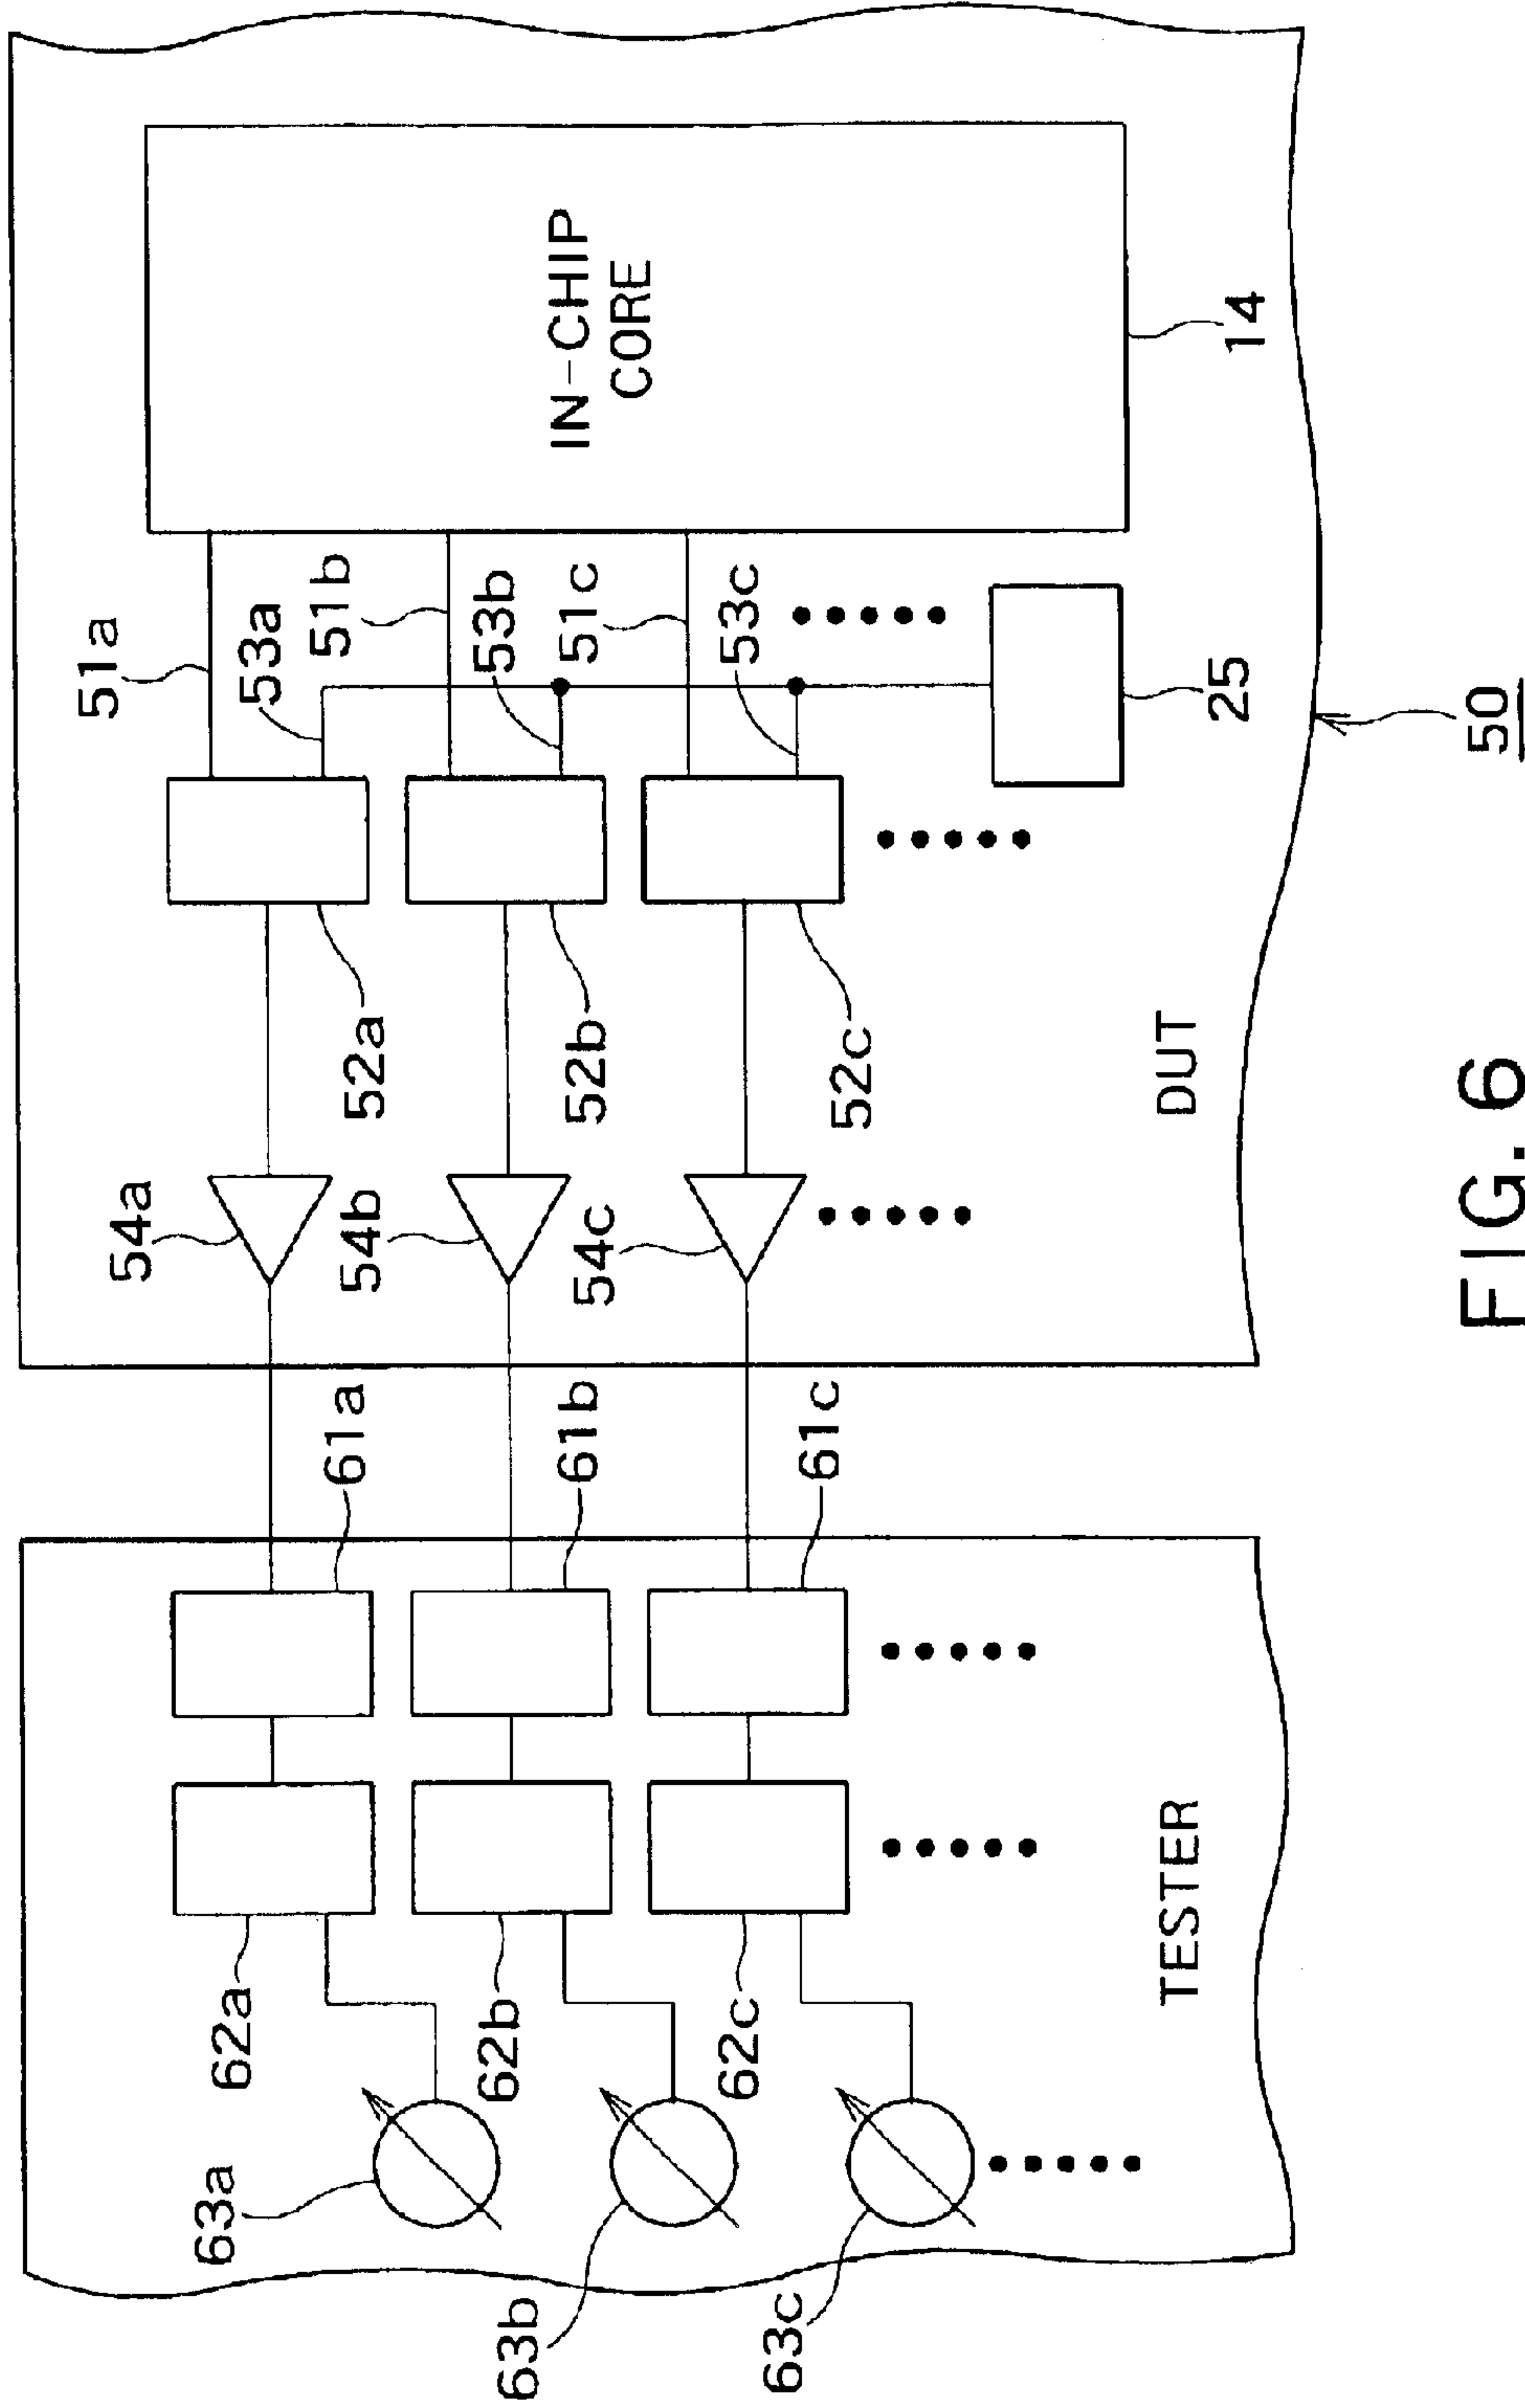 63a
62a
61a
54a
52a
51a
53a
63b
62b
61b
54b
52b
51b
53b
63c
62c
61c
54c
52c
51c
53c
IN-CHIP
CORE
TESTER
DUT
25
14
50
FIG. 6